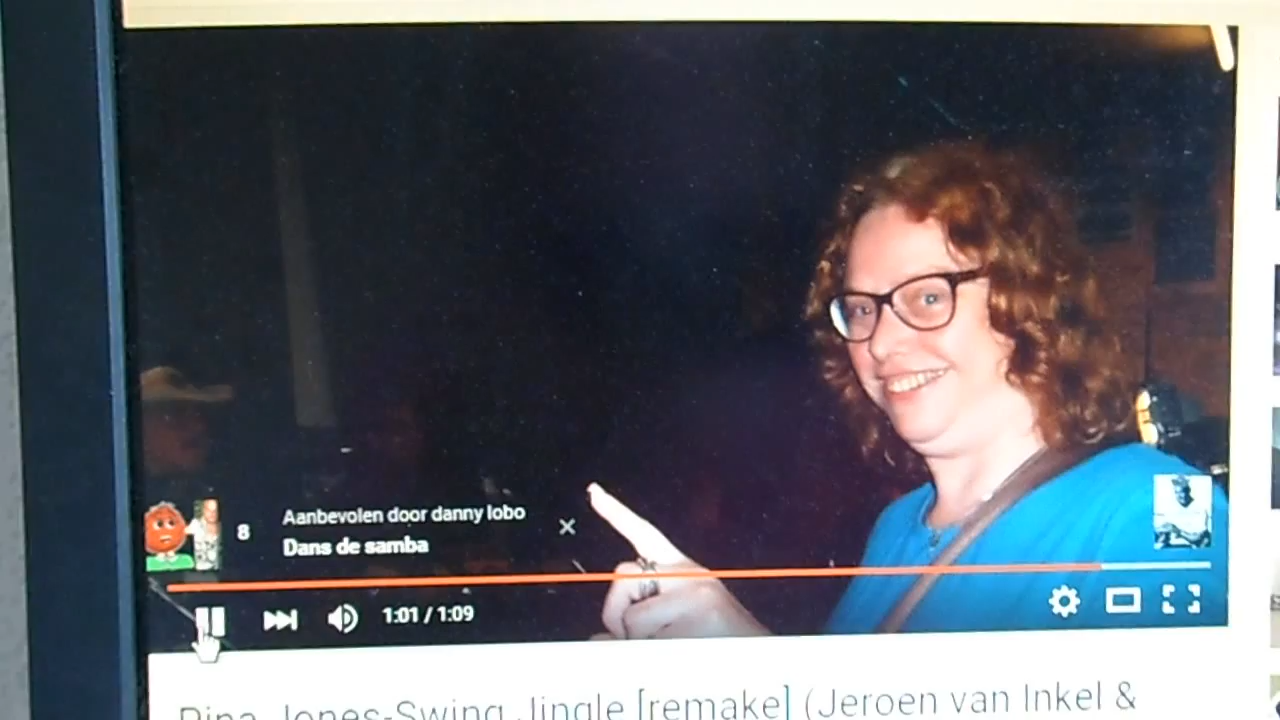 8
Aanbevolen door danny lobo
Dans de samba
1:01 / 1:09
Pina Jones-Swing Jingle [remake] (Jeroen van Inkel &